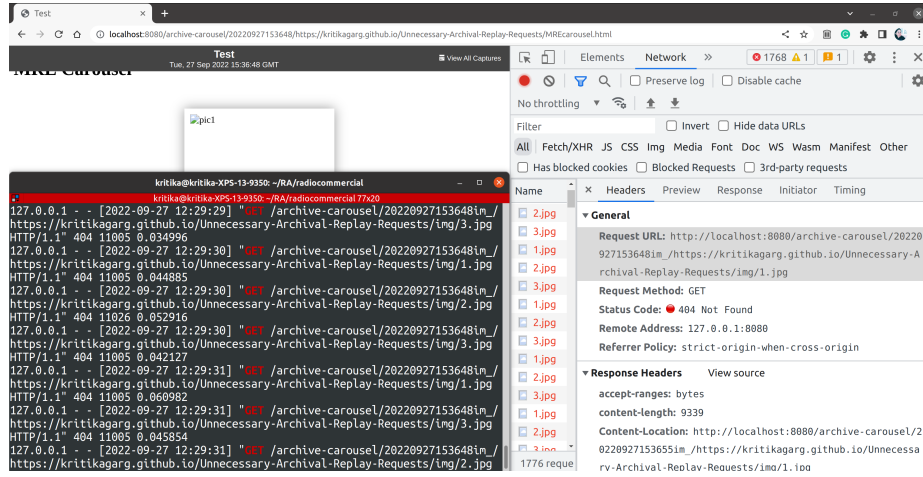 Test
localhost:8080/archive-carousel/20220927153648/https://kritikagarg.github.io/Unnecessary-Archival-Replay-Requests/MREcarousel.html
Test
Tue, 27 Sep 2022 15:36:48 GMT
View All Captures
MRE Carousel
pic1
kritika@kritika-XPS-13-9350: ~/RA/radiocommercial
kritika@kritika-XPS-13-9350: ~/RA/radiocommercial 77x20
127.0.0.1 - - [2022-09-27 12:29:29] "GET /archive-carousel/20220927153648im_/
https://kritikagarg.github.io/Unnecessary-Archival-Replay-Requests/img/3.jpg
HTTP/1.1" 404 11005 0.034996
127.0.0.1 - - [2022-09-27 12:29:30] "GET /archive-carousel/20220927153648im_/
https://kritikagarg.github.io/Unnecessary-Archival-Replay-Requests/img/1.jpg
HTTP/1.1" 404 11005 0.044885
127.0.0.1 - - [2022-09-27 12:29:30] "GET /archive-carousel/20220927153648im_/
https://kritikagarg.github.io/Unnecessary-Archival-Replay-Requests/img/2.jpg
HTTP/1.1" 404 11026 0.052916
127.0.0.1 - - [2022-09-27 12:29:30] "GET /archive-carousel/20220927153648im_/
https://kritikagarg.github.io/Unnecessary-Archival-Replay-Requests/img/3.jpg
HTTP/1.1" 404 11005 0.042127
127.0.0.1 - - [2022-09-27 12:29:31] "GET /archive-carousel/20220927153648im_/
https://kritikagarg.github.io/Unnecessary-Archival-Replay-Requests/img/1.jpg
HTTP/1.1" 404 11005 0.060982
127.0.0.1 - - [2022-09-27 12:29:31] "GET /archive-carousel/20220927153648im_/
https://kritikagarg.github.io/Unnecessary-Archival-Replay-Requests/img/3.jpg
HTTP/1.1" 404 11005 0.045854
127.0.0.1 - - [2022-09-27 12:29:31] "GET /archive-carousel/20220927153648im_/
https://kritikagarg.github.io/Unnecessary-Archival-Replay-Requests/img/2.jpg
Elements Network 1768 1 1
Preserve log Disable cache
No throttling
Filter Invert Hide data URLs
All Fetch/XHR JS CSS Img Media Font Doc WS Wasm Manifest Other
Has blocked cookies Blocked Requests 3rd-party requests
Name
2.jpg
3.jpg
1.jpg
2.jpg
3.jpg
1.jpg
2.jpg
3.jpg
1.jpg
2.jpg
3.jpg
1.jpg
2.jpg
3.jpg
1776 reque
Headers Preview Response Initiator Timing
General
Request URL: http://localhost:8080/archive-carousel/20220
927153648im_/https://kritikagarg.github.io/Unnecessary-A
rchival-Replay-Requests/img/1.jpg
Request Method: GET
Status Code: 404 Not Found
Remote Address: 127.0.0.1:8080
Referrer Policy: strict-origin-when-cross-origin
Response Headers View source
accept-ranges: bytes
content-length: 9339
Content-Location: http://localhost:8080/archive-carousel/2
0220927153655im_/https://kritikagarg.github.io/Unnecessa
ry-Archival-Replay-Requests/img/1.jpg